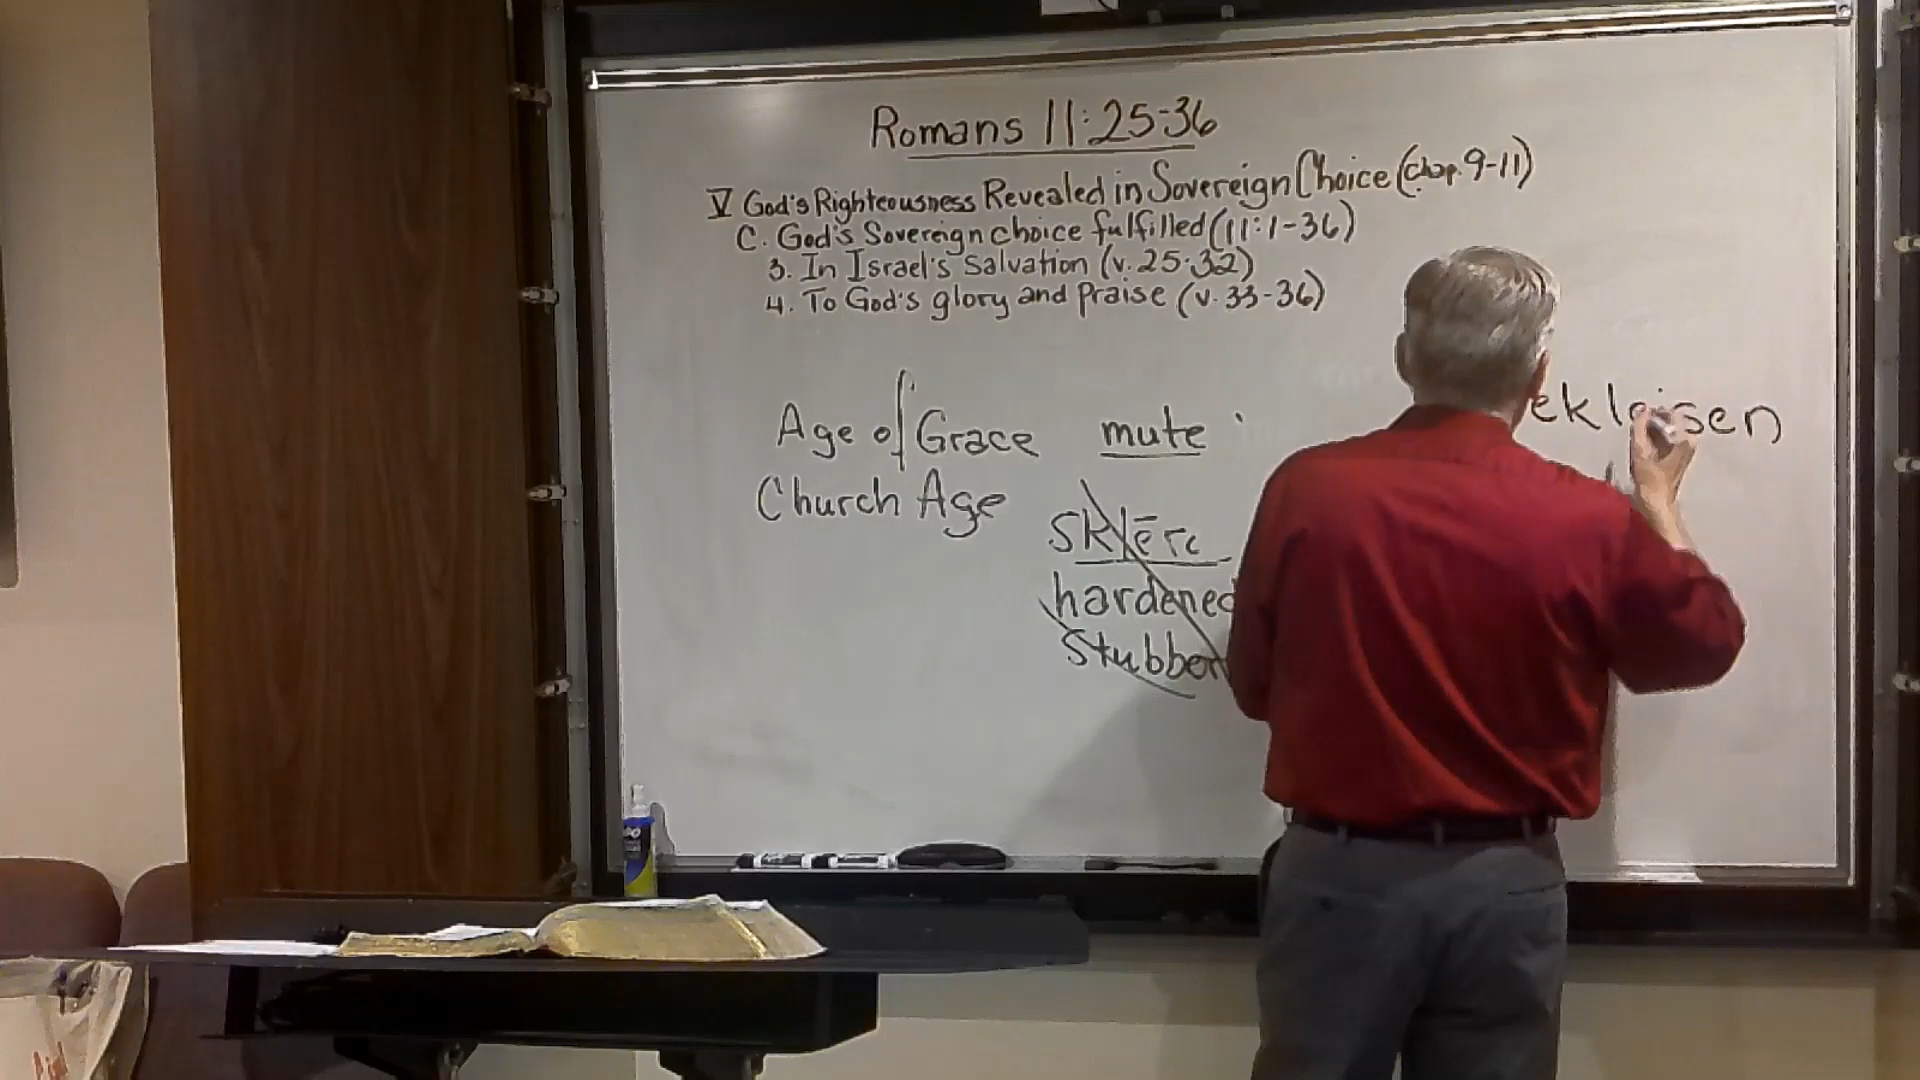 Romans 11:25-36
V God's Righteousness Revealed in Sovereign Choice (chap. 9-11)
C. God's Sovereign choice fulfilled (11:1-36)
3. In Israel's Salvation (v. 25-32)
4. To God's glory and Praise (v. 33-36)
Age of Grace mute
Church Age
hardened